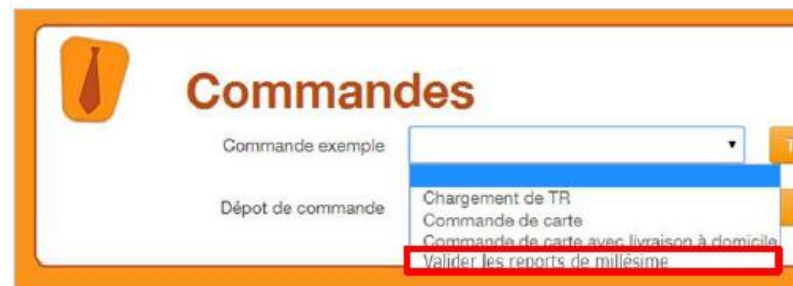 Commandes
Commande exemple
T
Dépot de commande
Chargement de TR
Commande de carte
Commande de carte avec livraison à domicile
Valider les reports de millésime